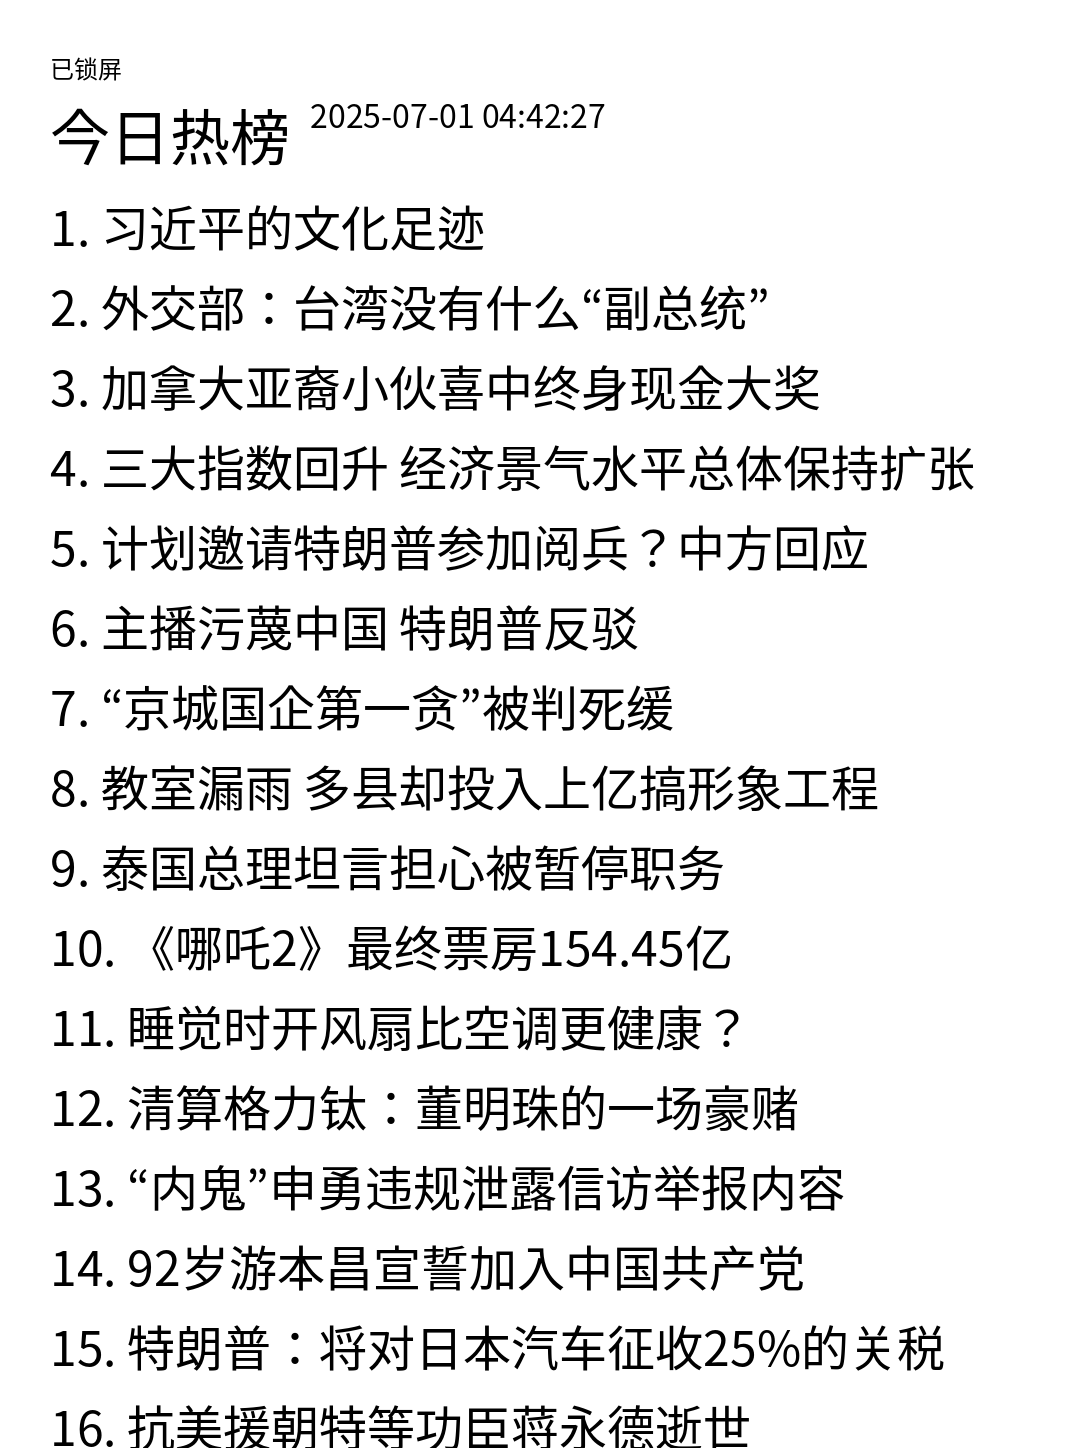 已锁屏
今日热榜 2025-07-01 04:42:27
1. 习近平的文化足迹
2. 外交部：台湾没有什么“副总统”
3. 加拿大亚裔小伙喜中终身现金大奖
4. 三大指数回升 经济景气水平总体保持扩张
5. 计划邀请特朗普参加阅兵？中方回应
6. 主播污蔑中国 特朗普反驳
7. “京城国企第一贪”被判死缓
8. 教室漏雨 多县却投入上亿搞形象工程
9. 泰国总理坦言担心被暂停职务
10. 《哪吒2》最终票房154.45亿
11. 睡觉时开风扇比空调更健康？
12. 清算格力钛：董明珠的一场豪赌
13. “内鬼”申勇违规泄露信访举报内容
14. 92岁游本昌宣誓加入中国共产党
15. 特朗普：将对日本汽车征收25%的关税
16. 抗美援朝特等功臣蒋永德逝世